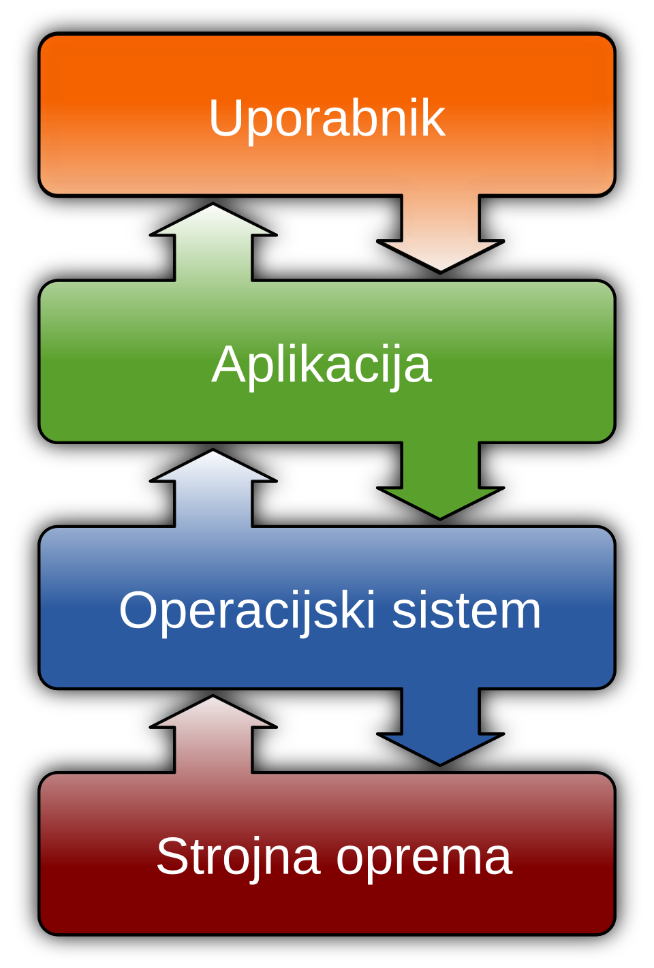 Uporabnik
Aplikacija
Operacijski sistem
Strojna oprema